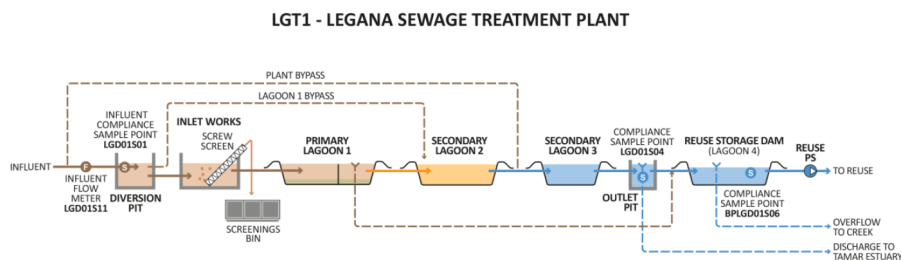 LGT1 - LEGANA SEWAGE TREATMENT PLANT
PLANT BYPASS
LAGOON 1 BYPASS
INFLUENT
COMPLIANCE
SAMPLE POINT
LGD01S01
INLET WORKS
SCREW
SCREEN
PRIMARY
LAGOON 1
SECONDARY
LAGOON 2
SECONDARY
LAGOON 3
COMPLIANCE
SAMPLE POINT
LGD01S04
REUSE STORAGE DAM
(LAGOON 4)
REUSE
PS
INFLUENT
F
S
S
S
TO REUSE
INFLUENT
FLOW
METER
LGD01S11
DIVERSION
PIT
SCREENINGS
BIN
OUTLET
PIT
COMPLIANCE
SAMPLE POINT
BPLGD01S06
OVERFLOW
TO CREEK
DISCHARGE TO
TAMAR ESTUARY